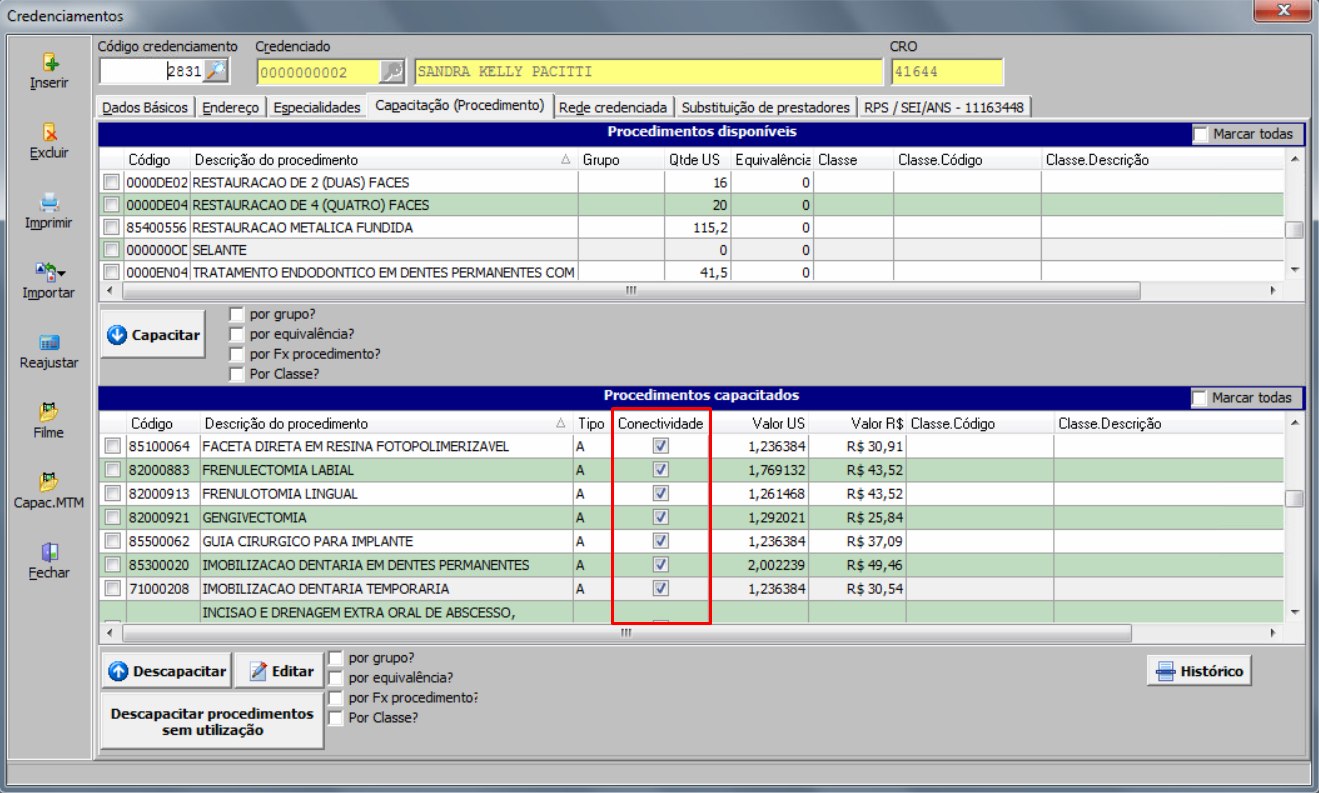 Credenciamentos
Inserir
Excluir
Imprimir
Importar
Reajustar
Filme
Capac.MTM
Fechar
Código credenciamento Credenciado CRO
2831 0000000002 SANDRA KELLY PACITTI 41644
Dados Básicos Endereço Especialidades Capacitação (Procedimento) Rede credenciada Substituição de prestadores RPS / SEI/ANS - 11163448
Procedimentos disponíveis Marcar todas
Código Descrição do procedimento Grupo Qtde US Equivalência Classe Classe.Código Classe.Descrição
0000DE02 RESTAURACAO DE 2 (DUAS) FACES 16 0
0000DE04 RESTAURACAO DE 4 (QUATRO) FACES 20 0
85400556 RESTAURACAO METALICA FUNDIDA 115,2 0
000000OD SELANTE 0 0
0000EN04 TRATAMENTO ENDODONTICO EM DENTES PERMANENTES COM 41,5 0
Capacitar
por grupo?
por equivalência?
por Fx procedimento?
Por Classe?
Procedimentos capacitados Marcar todas
Código Descrição do procedimento Tipo Conectividade Valor US Valor R$ Classe.Código Classe.Descrição
85100064 FACETA DIRETA EM RESINA FOTOPOLIMERIZAVEL A 1,236384 R$ 30,91
82000883 FRENULECTOMIA LABIAL A 1,769132 R$ 43,52
82000913 FRENULOTOMIA LINGUAL A 1,261468 R$ 43,52
82000921 GENGIVECTOMIA A 1,292021 R$ 25,84
85500062 GUIA CIRURGICO PARA IMPLANTE A 1,236384 R$ 37,09
85300020 IMOBILIZACAO DENTARIA EM DENTES PERMANENTES A 2,002239 R$ 49,46
71000208 IMOBILIZACAO DENTARIA TEMPORARIA A 1,236384 R$ 30,54
INCISAO E DRENAGEM EXTRA ORAL DE ABSCESSO,
Descapacitar Editar
por grupo?
por equivalência?
por Fx procedimento?
Por Classe?
Histórico
Descapacitar procedimentos
sem utilização